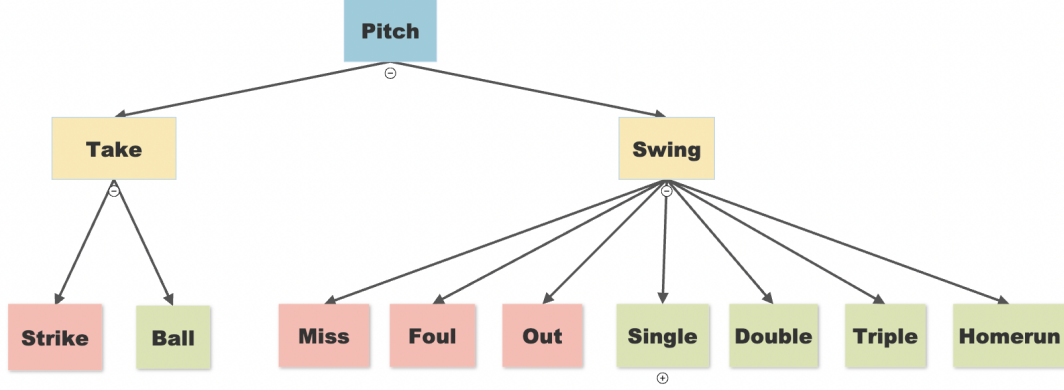 Pitch
Take
Swing
Strike
Ball
Miss
Foul
Out
Single
Double
Triple
Homerun